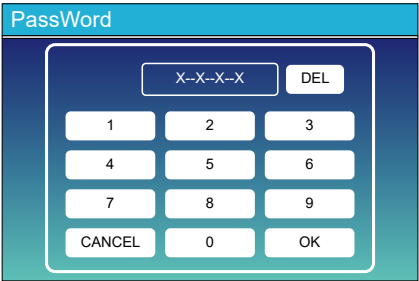 PassWord
X--X--X--X DEL
1 2 3
4 5 6
7 8 9
CANCEL 0 OK